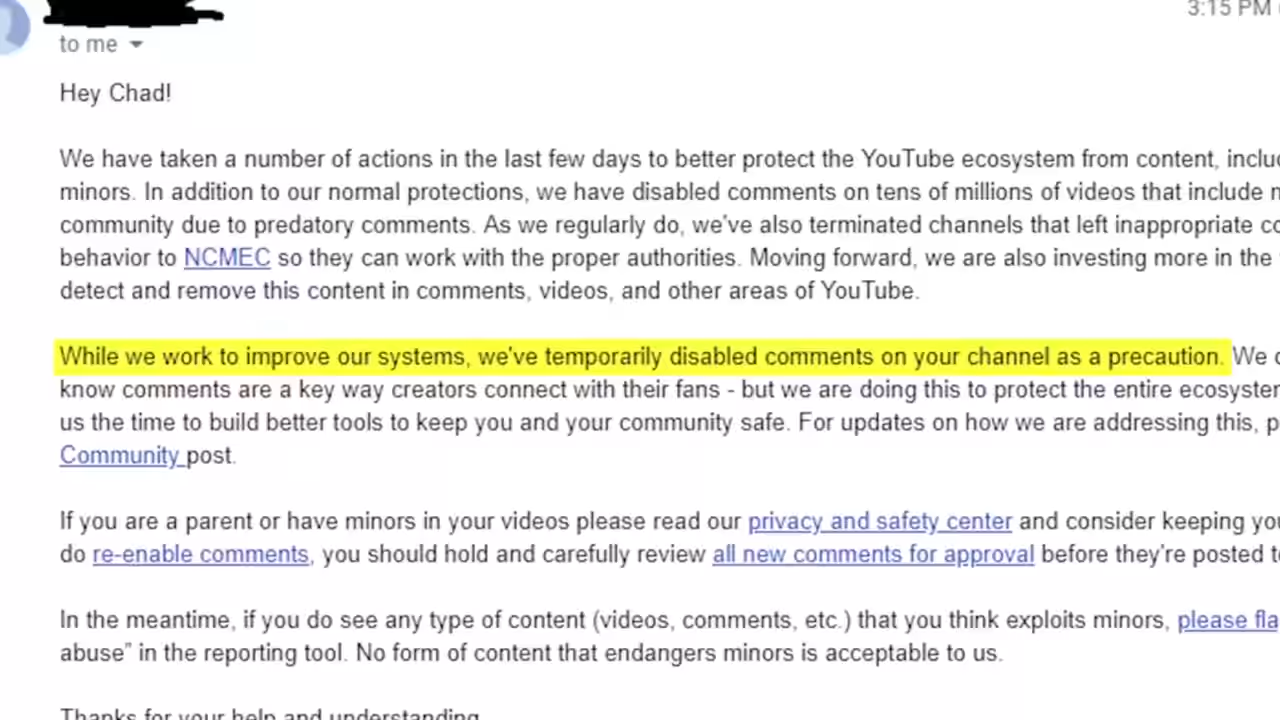 3:15 PM
to me
Hey Chad!
We have taken a number of actions in the last few days to better protect the YouTube ecosystem from content,
minors. In addition to our normal protections, we have disabled comments on tens of millions of videos that include
community due to predatory comments. As we regularly do, we've also terminated channels that left inappropriate
behavior to NCMEC so they can work with the proper authorities. Moving forward, we are also investing more in the
detect and remove this content in comments, videos, and other areas of YouTube.
While we work to improve our systems, we've temporarily disabled comments on your channel as a precaution. We
know comments are a key way creators connect with their fans - but we are doing this to protect the entire
us the time to build better tools to keep you and your community safe. For updates on how we are addressing this,
Community post.
If you are a parent or have minors in your videos please read our privacy and safety center and consider keeping
do re-enable comments, you should hold and carefully review all new comments for approval before they're posted
In the meantime, if you do see any type of content (videos, comments, etc.) that you think exploits minors, please
abuse” in the reporting tool. No form of content that endangers minors is acceptable to us.
Thanks for your help and understanding